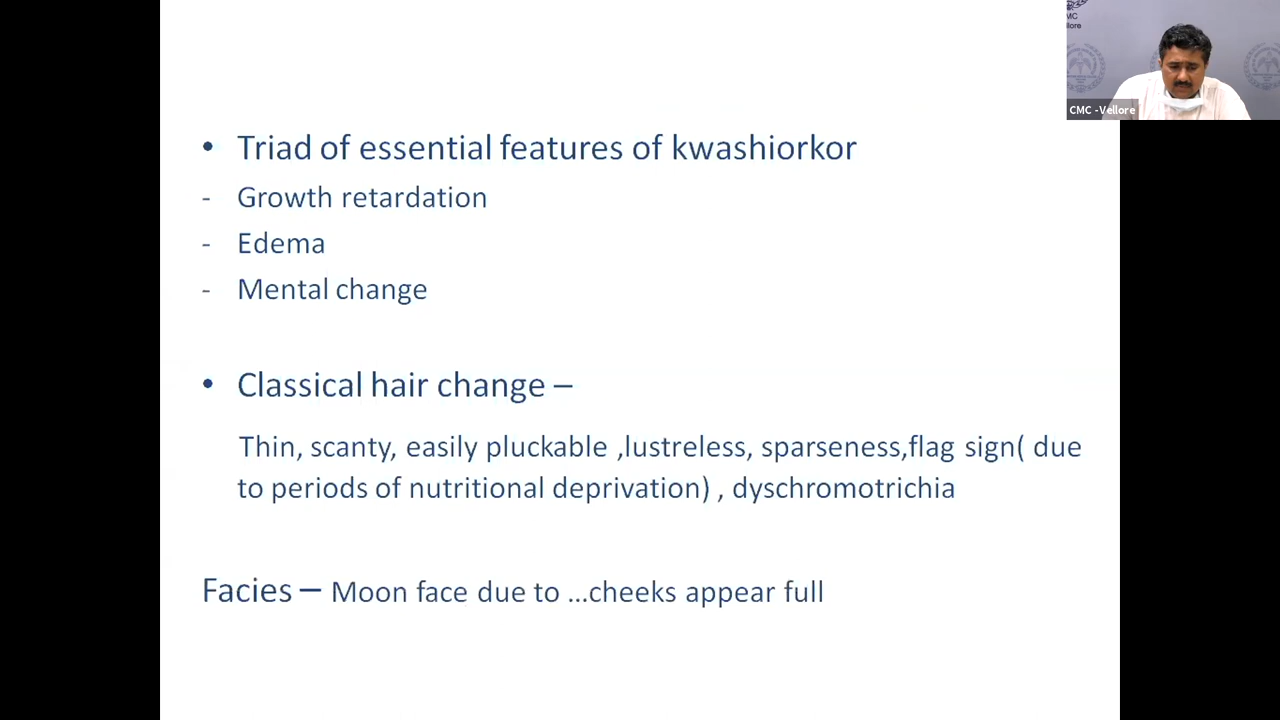 MC
llore
CMC -Vellore
• Triad of essential features of kwashiorkor
- Growth retardation
- Edema
- Mental change
• Classical hair change –
Thin, scanty, easily pluckable ,lustreless, sparseness,flag sign( due
to periods of nutritional deprivation) , dyschromotrichia
Facies – Moon face due to ...cheeks appear full